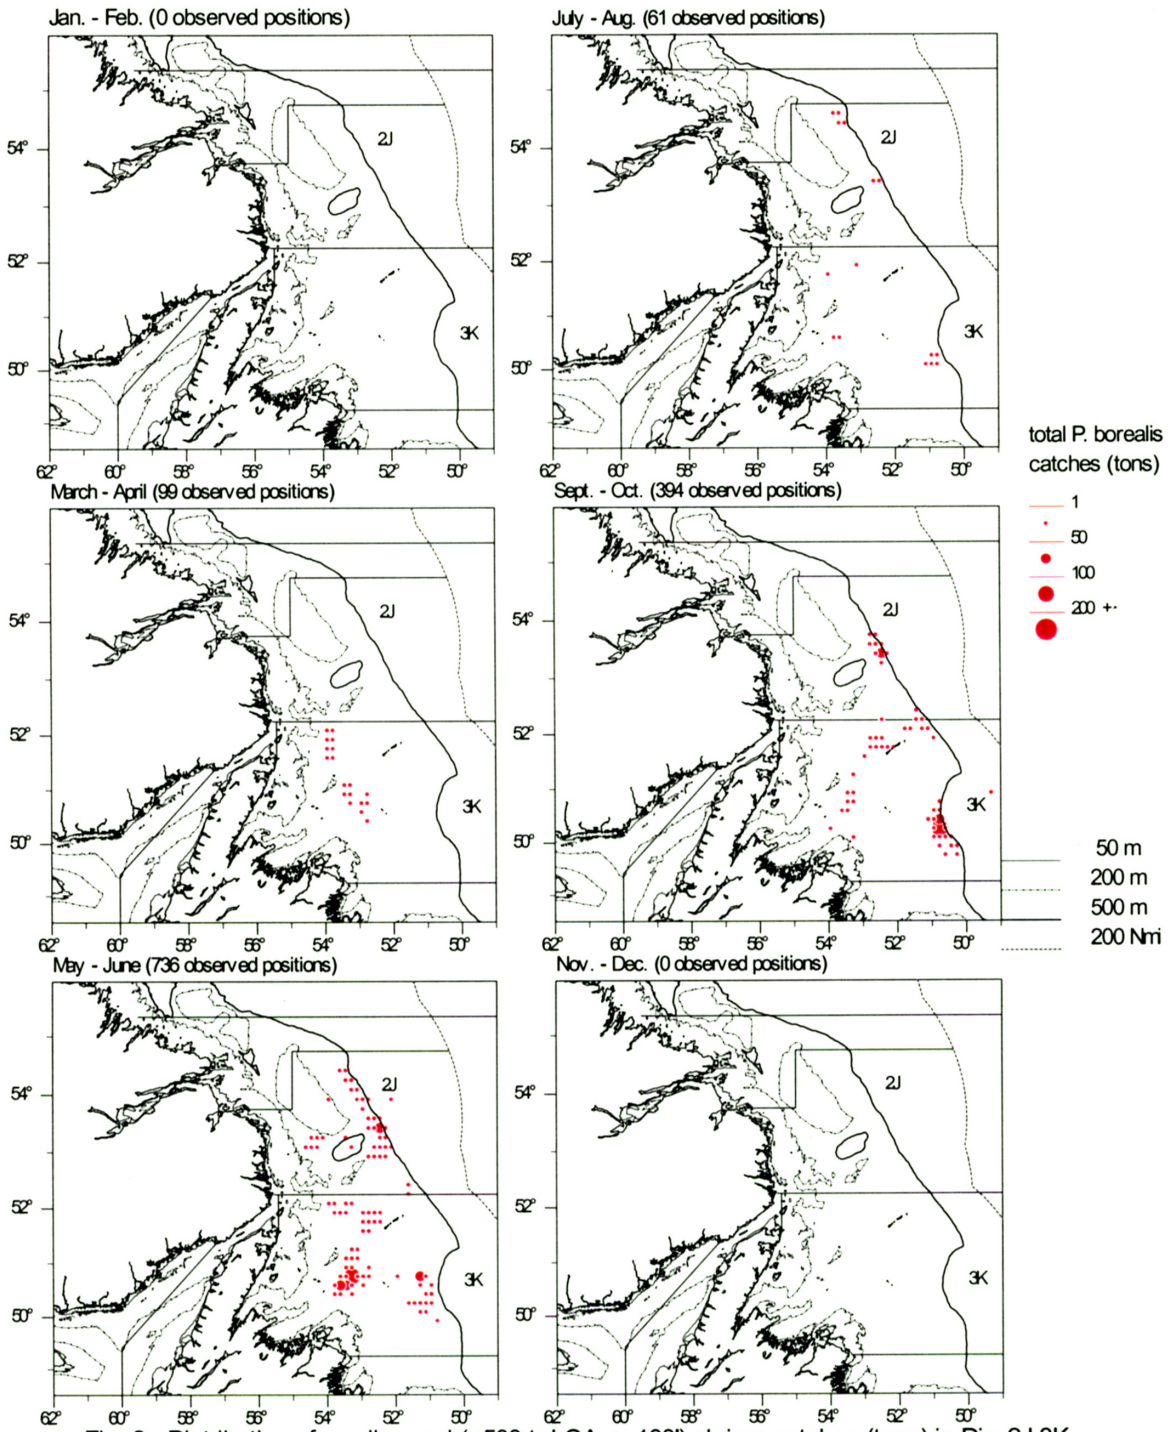 Jan. - Feb. (0 observed positions)
2J
3K
54°
52°
50°
62° 60° 58° 56° 54° 52° 50°
July - Aug. (61 observed positions)
2J
3K
54°
52°
50°
62° 60° 58° 56° 54° 52° 50°
March - April (99 observed positions)
2J
3K
54°
52°
50°
62° 60° 58° 56° 54° 52° 50°
Sept. - Oct. (394 observed positions)
2J
3K
54°
52°
50°
62° 60° 58° 56° 54° 52° 50°
May - June (736 observed positions)
2J
3K
54°
52°
50°
62° 60° 58° 56° 54° 52° 50°
Nov. - Dec. (0 observed positions)
2J
3K
54°
52°
50°
62° 60° 58° 56° 54° 52° 50°
total P. borealis
catches (tons)
1
50
100
200 +
50 m
200 m
500 m
200 Nmi